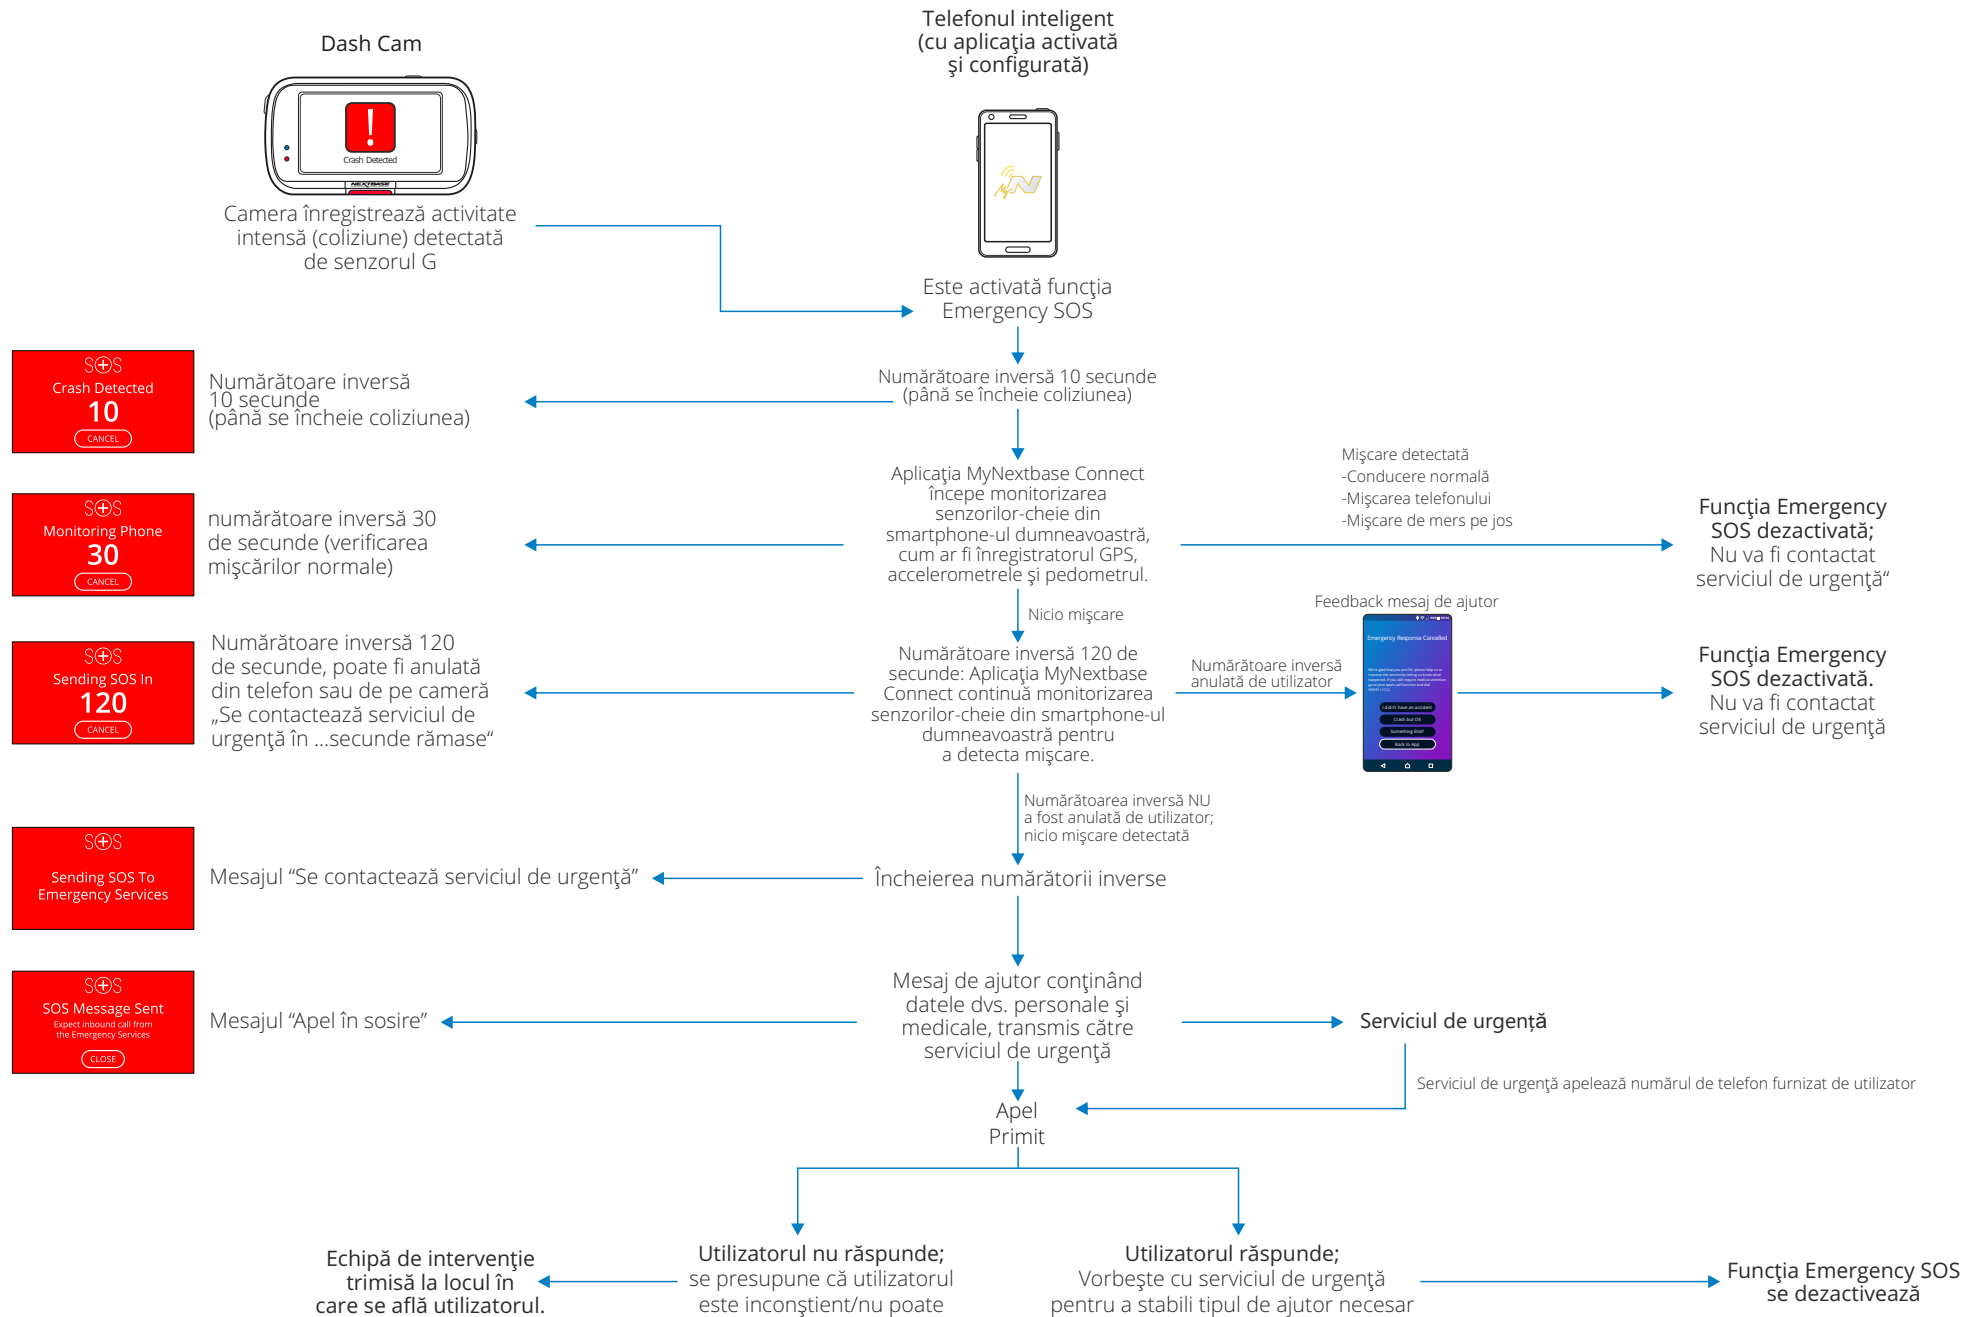 Telefonul inteligent
(cu aplicaţia activată
şi configurată)
Dash Cam
!
Crash Detected
NEXTBASE
Camera înregistrează activitate
intensă (coliziune) detectată
de senzorul G
Este activată funcţia
Emergency SOS
SOS
Crash Detected
10
CANCEL
Numărătoare inversă
10 secunde
(până se încheie coliziunea)
Numărătoare inversă 10 secunde
(până se încheie coliziunea)
SOS
Monitoring Phone
30
CANCEL
numărătoare inversă 30
de secunde (verificarea
mişcărilor normale)
Aplicaţia MyNextbase Connect
începe monitorizarea
senzorilor-cheie din
smartphone-ul dumneavoastră,
cum ar fi înregistratorul GPS,
accelerometrele şi pedometrul.
Mişcare detectată
-Conducere normală
-Mişcarea telefonului
-Mişcare de mers pe jos
Funcţia Emergency
SOS dezactivată;
Nu va fi contactat
serviciul de urgenţă“
Nicio mişcare
SOS
Sending SOS In
120
CANCEL
Numărătoare inversă 120
de secunde, poate fi anulată
din telefon sau de pe cameră
„Se contactează serviciul de
urgenţă în ...secunde rămase“
Numărătoare inversă 120 de
secunde: Aplicaţia MyNextbase
Connect continuă monitorizarea
senzorilor-cheie din smartphone-ul
dumneavoastră pentru
a detecta mişcare.
Numărătoare inversă
anulată de utilizator
Feedback mesaj de ajutor
Emergency Response Cancelled
I didn't have an accident
Crash but OK
Something Else?
Back to App
Funcţia Emergency
SOS dezactivată.
Nu va fi contactat
serviciul de urgenţă
Numărătoarea inversă NU
a fost anulată de utilizator;
nicio mişcare detectată
SOS
Sending SOS To
Emergency Services
Mesajul “Se contactează serviciul de urgenţă”
Încheierea numărătorii inverse
SOS
SOS Message Sent
Expect inbound call from
the Emergency Services
CLOSE
Mesajul “Apel în sosire”
Mesaj de ajutor conţinând
datele dvs. personale şi
medicale, transmis către
serviciul de urgenţă
Serviciul de urgență
Serviciul de urgenţă apelează numărul de telefon furnizat de utilizator
Apel
Primit
Echipă de intervenţie
trimisă la locul în
care se află utilizatorul.
Utilizatorul nu răspunde;
se presupune că utilizatorul
este inconştient/nu poate
Utilizatorul răspunde;
Vorbeşte cu serviciul de urgenţă
pentru a stabili tipul de ajutor necesar
Funcţia Emergency SOS
se dezactivează